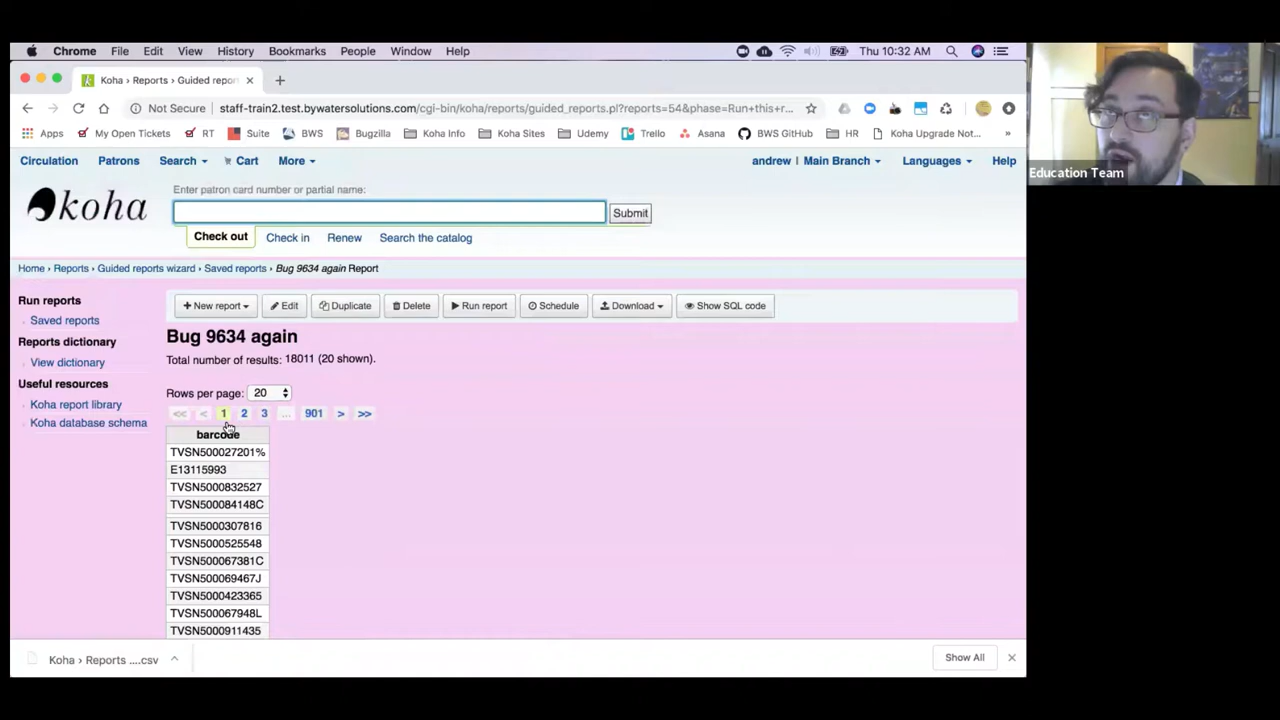 Chrome File Edit View History Bookmarks People Window Help Thu 10:32 AM
Koha › Reports › Guided repor
Not Secure staff-train2.test.bywatersolutions.com/cgi-bin/koha/reports/guided_reports.pl?reports=54&phase=Run+this+r...
Apps My Open Tickets RT Suite BWS Bugzilla Koha Info Koha Sites Udemy Trello Asana BWS GitHub HR Koha Upgrade Not... »
Circulation Patrons Search Cart More andrew | Main Branch Languages Help
Education Team
Enter patron card number or partial name:
koha
Submit
Check out Check in Renew Search the catalog
Home › Reports › Guided reports wizard › Saved reports › Bug 9634 again Report
Run reports
Saved reports
Reports dictionary
View dictionary
Useful resources
Koha report library
Koha database schema
+ New report Edit Duplicate Delete Run report Schedule Download Show SQL code
Bug 9634 again
Total number of results: 18011 (20 shown).
Rows per page: 20
<< < 1 2 3 ... 901 > >>
barcode
TVSN500027201%
E13115993
TVSN5000832527
TVSN500084148C
TVSN5000307816
TVSN5000525548
TVSN500067381C
TVSN500069467J
TVSN5000423365
TVSN500067948L
TVSN5000911435
Koha › Reports ....csv Show All